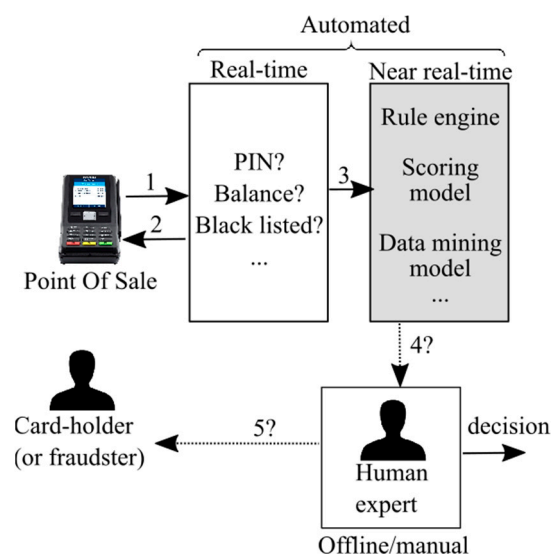 Automated
Real-time
Near real-time
PIN?
Balance?
Black listed?
...
Rule engine
Scoring
model
Data mining
model
...
1
2
3
Point Of Sale
4?
5?
Card-holder
(or fraudster)
Human
expert
decision
Offline/manual